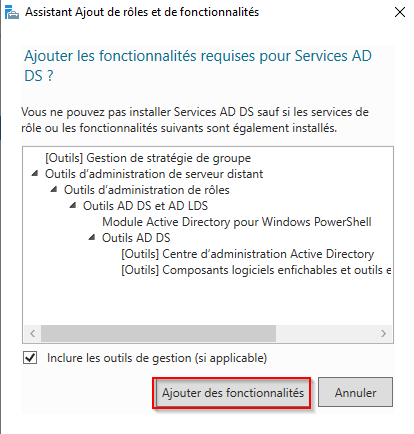 Assistant Ajout de rôles et de fonctionnalités
Ajouter les fonctionnalités requises pour Services AD
DS ?
Vous ne pouvez pas installer Services AD DS sauf si les services de
rôle ou les fonctionnalités suivants sont également installés.
[Outils] Gestion de stratégie de groupe
Outils d'administration de serveur distant
Outils d'administration de rôles
Outils AD DS et AD LDS
Module Active Directory pour Windows PowerShell
Outils AD DS
[Outils] Centre d'administration Active Directory
[Outils] Composants logiciels enfichables et outils e
Inclure les outils de gestion (si applicable)
Ajouter des fonctionnalités
Annuler